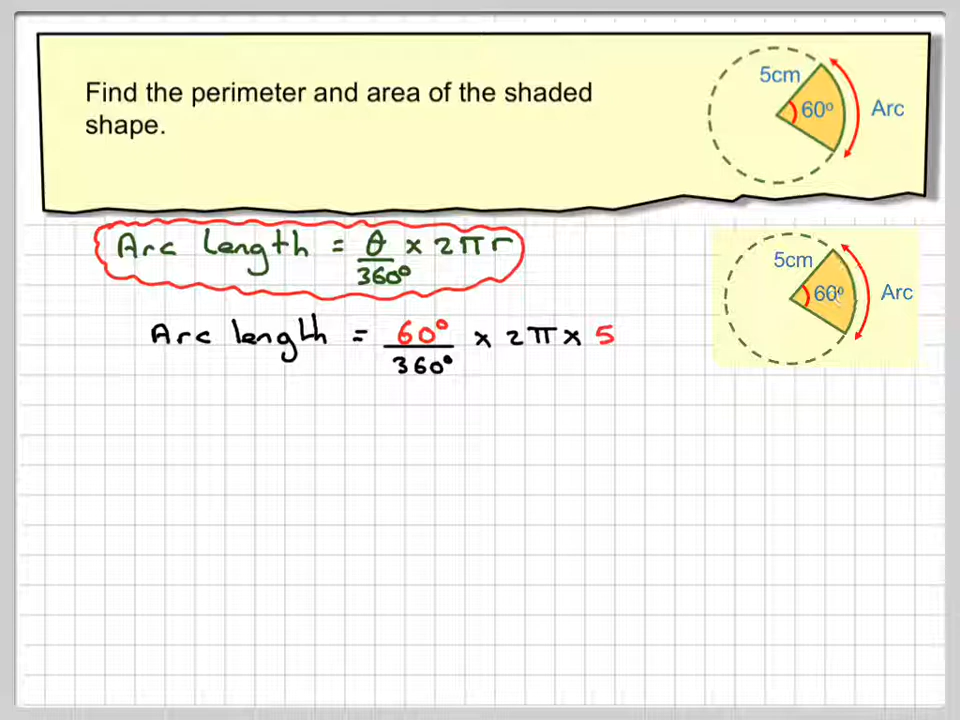 Find the perimeter and area of the shaded
shape.
5cm
60°
Arc
Arc length = θ/360° × 2πr
5cm
60°
Arc
Arc length = 60°/360° × 2π × 5